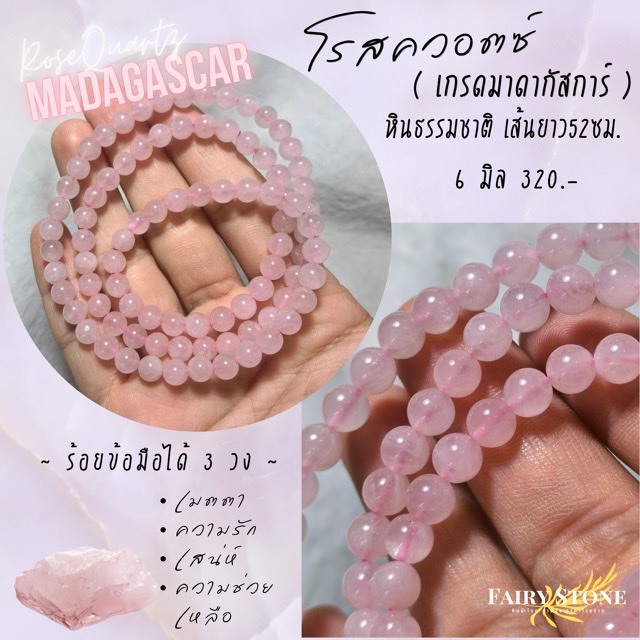 RoseQuartz
MADAGASCAR
โรสควอตซ์
( เกรดมาดากัสการ์ )
หินธรรมชาติ เส้นยาว52ซม.
6 มิล 320.-
~ ร้อยข้อมือได้ 3 วง ~
• เมตตา
• ความรัก
• เสน่ห์
• ความช่วย
เหลือ
FAIRY STONE